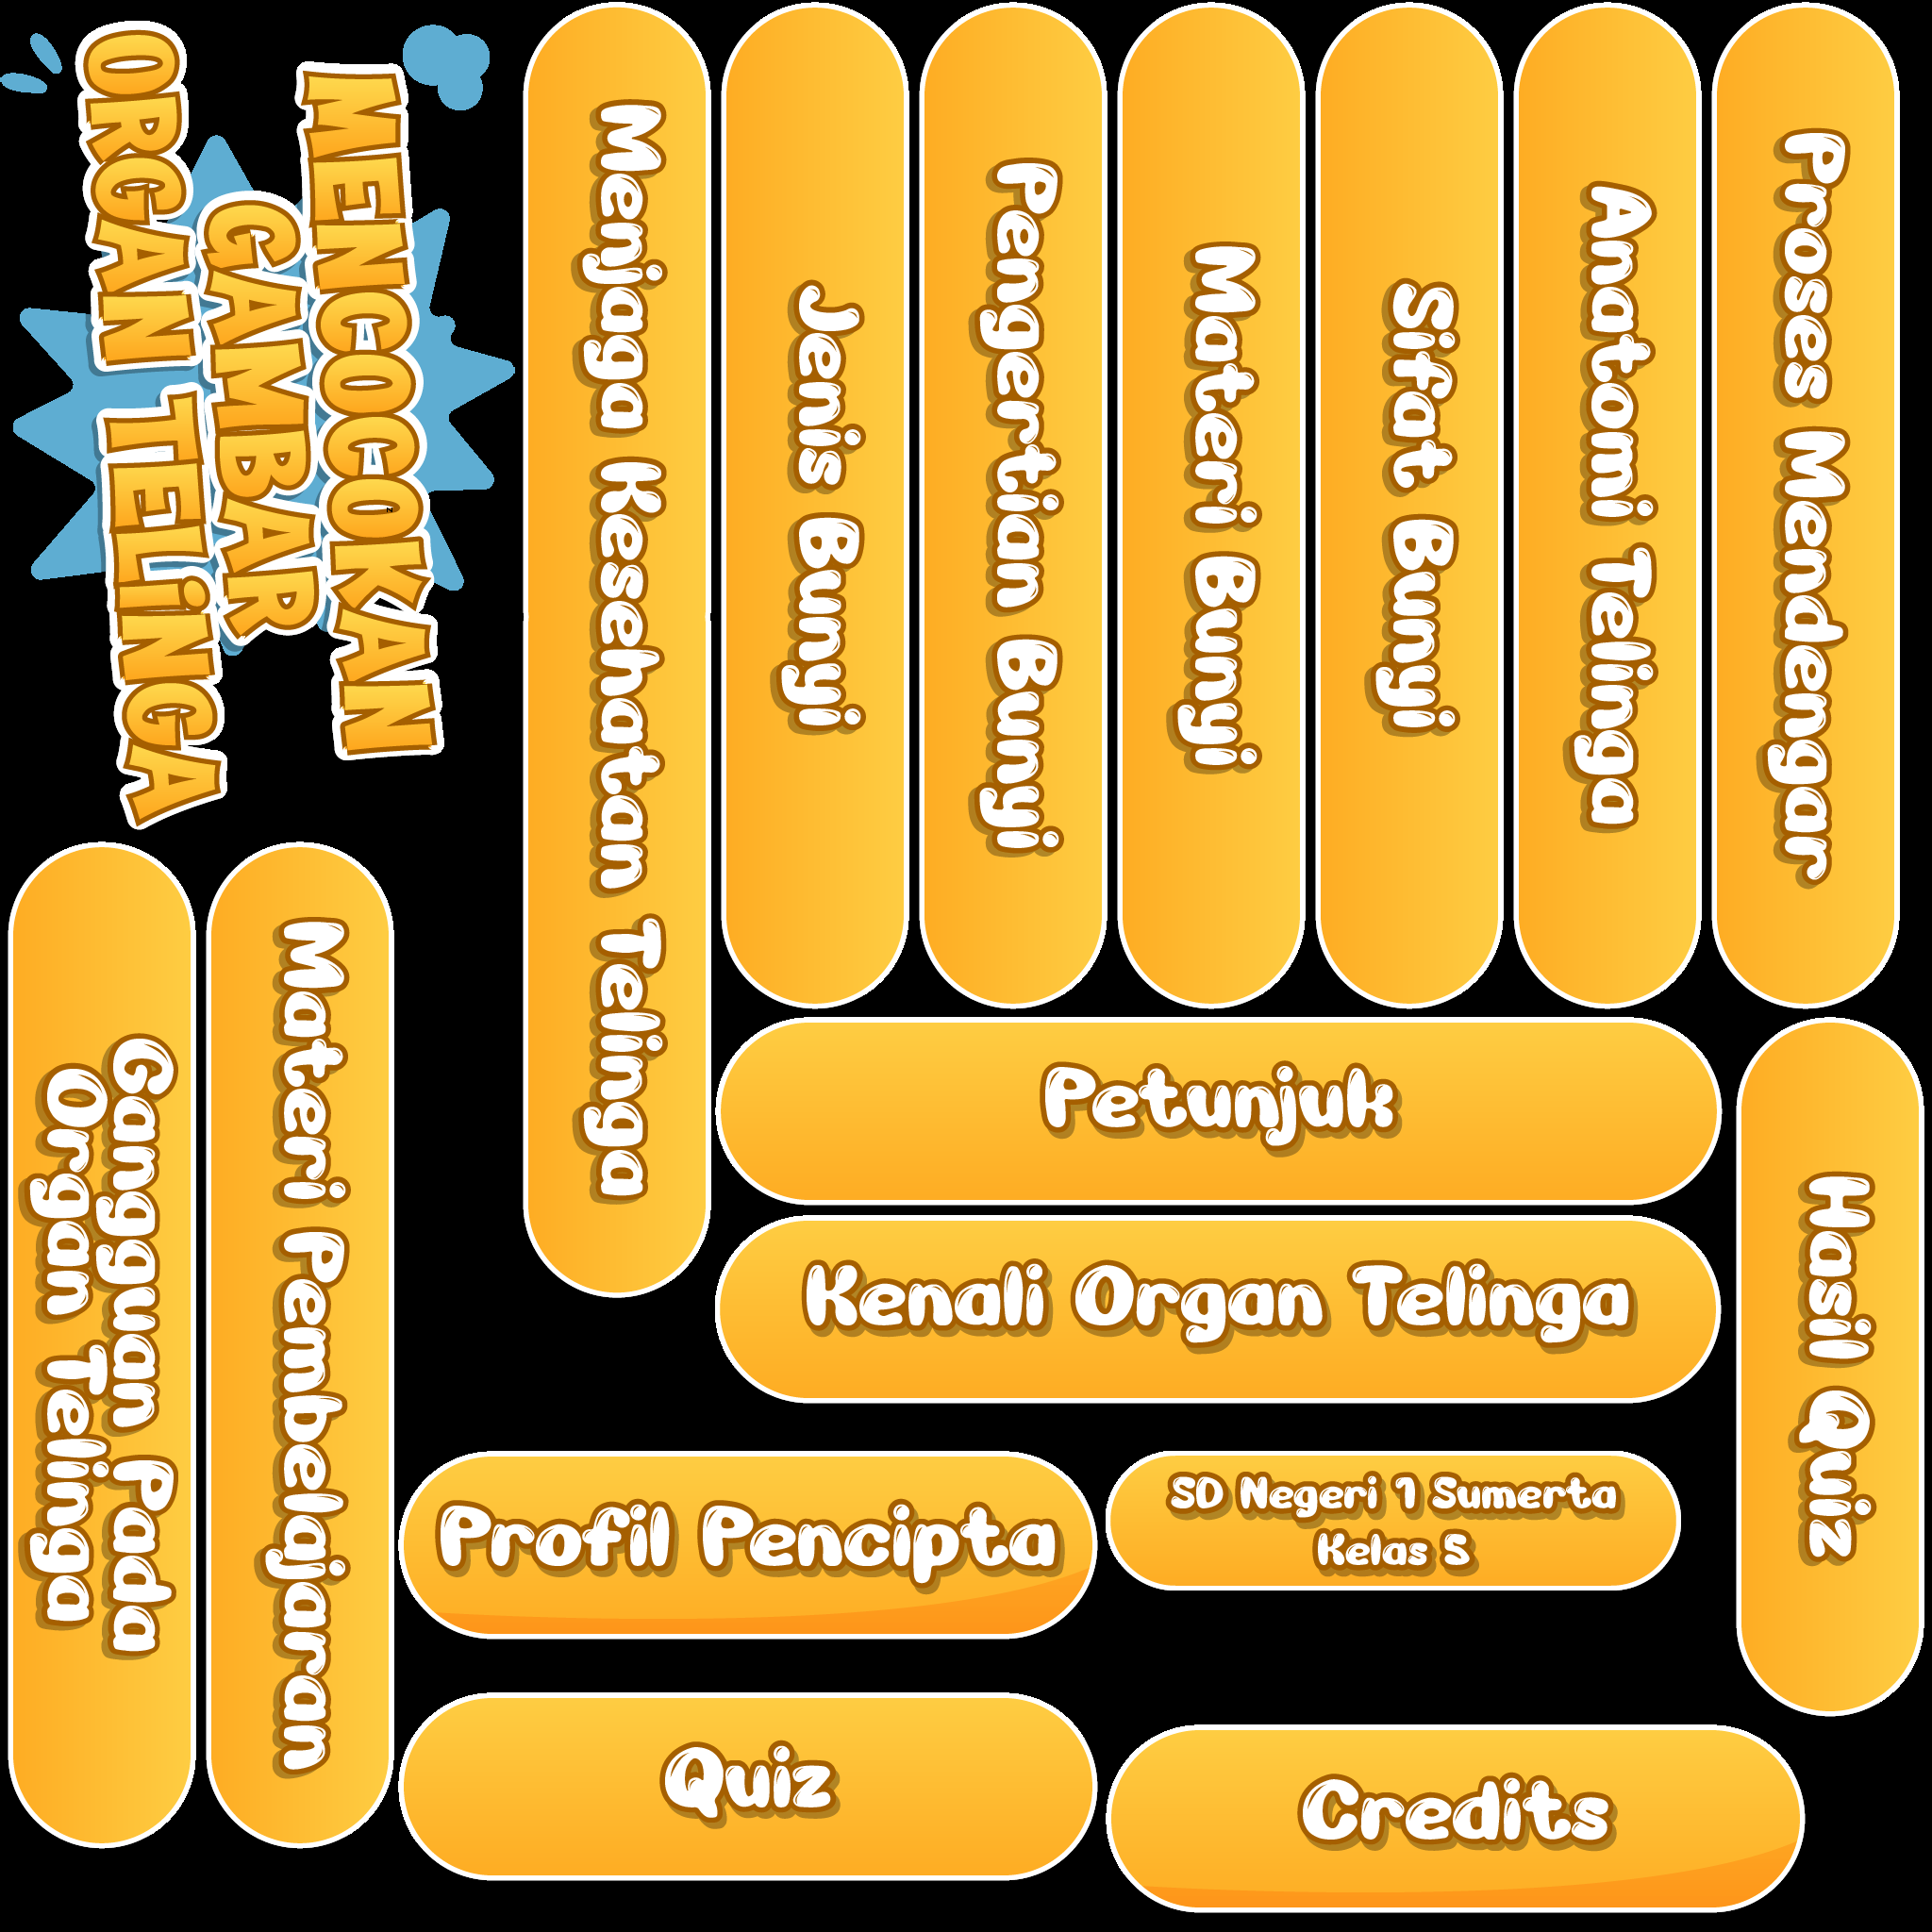 MENCOCOKAN
GAMBAR
ORGAN TELINGA
Menjaga Kesehatan Telinga
Jenis Bunyi
Pengertian Bunyi
Materi Bunyi
Sifat Bunyi
Anatomi Telinga
Proses Mendengar
Gangguan Pada
Organ Telinga
Materi Pembelajaran
Petunjuk
Kenali Organ Telinga
Hasil Quiz
Profil Pencipta
SD Negeri 1 Sumerta
Kelas 5
Quiz
Credits